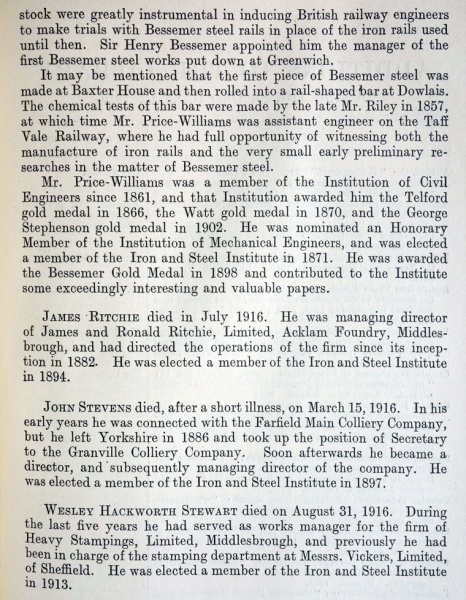 stock were greatly instrumental in inducing British railway engineers
to make trials with Bessemer steel rails in place of the iron rails used
until then. Sir Henry Bessemer appointed him the manager of the
first Bessemer steel works put down at Greenwich.
It may be mentioned that the first piece of Bessemer steel was
made at Baxter House and then rolled into a rail-shaped bar at Dowlais.
The chemical tests of this bar were made by the late Mr. Riley in 1857,
at which time Mr. Price-Williams was assistant engineer on the Taff
Vale Railway, where he had full opportunity of witnessing both the
manufacture of iron rails and the very small early preliminary re-
searches in the matter of Bessemer steel.
Mr. Price-Williams was a member of the Institution of Civil
Engineers since 1861, and that Institution awarded him the Telford
gold medal in 1866, the Watt gold medal in 1870, and the George
Stephenson gold medal in 1902. He was nominated an Honorary
Member of the Institution of Mechanical Engineers, and was elected
a member of the Iron and Steel Institute in 1871. He was awarded
the Bessemer Gold Medal in 1898 and contributed to the Institute
some exceedingly interesting and valuable papers.
JAMES RITCHIE died in July 1916. He was managing director
of James and Ronald Ritchie, Limited, Acklam Foundry, Middles-
brough, and had directed the operations of the firm since its incep-
tion in 1882. He was elected a member of the Iron and Steel Institute
in 1894.
JOHN STEVENS died, after a short illness, on March 15, 1916. In his
early years he was connected with the Farfield Main Colliery Company,
but he left Yorkshire in 1886 and took up the position of Secretary
to the Granville Colliery Company. Soon afterwards he became a
director, and subsequently managing director of the company. He
was elected a member of the Iron and Steel Institute in 1897.
WESLEY HACKWORTH STEWART died on August 31, 1916. During
the last five years he had served as works manager for the firm of
Heavy Stampings, Limited, Middlesbrough, and previously he had
been in charge of the stamping department at Messrs. Vickers, Limited,
of Sheffield. He was elected a member of the Iron and Steel Institute
in 1913.